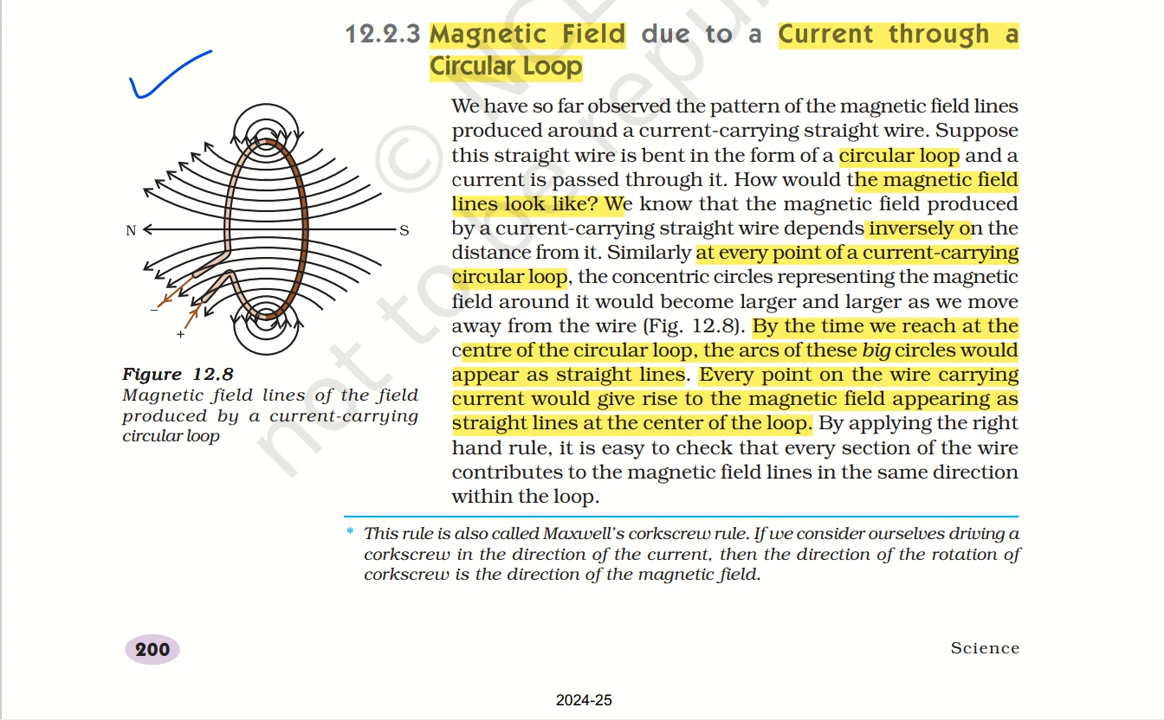 12.2.3 Magnetic Field due to a Current through a
Circular Loop
We have so far observed the pattern of the magnetic field lines
produced around a current-carrying straight wire. Suppose
this straight wire is bent in the form of a circular loop and a
current is passed through it. How would the magnetic field
lines look like? We know that the magnetic field produced
by a current-carrying straight wire depends inversely on the
distance from it. Similarly at every point of a current-carrying
circular loop, the concentric circles representing the magnetic
field around it would become larger and larger as we move
away from the wire (Fig. 12.8). By the time we reach at the
centre of the circular loop, the arcs of these big circles would
appear as straight lines. Every point on the wire carrying
current would give rise to the magnetic field appearing as
straight lines at the center of the loop. By applying the right
hand rule, it is easy to check that every section of the wire
contributes to the magnetic field lines in the same direction
within the loop.
N
S
–
+
Figure 12.8
Magnetic field lines of the field
produced by a current-carrying
circular loop
* This rule is also called Maxwell's corkscrew rule. If we consider ourselves driving a
corkscrew in the direction of the current, then the direction of the rotation of
corkscrew is the direction of the magnetic field.
200
Science
2024-25
not to be republ
© NCE